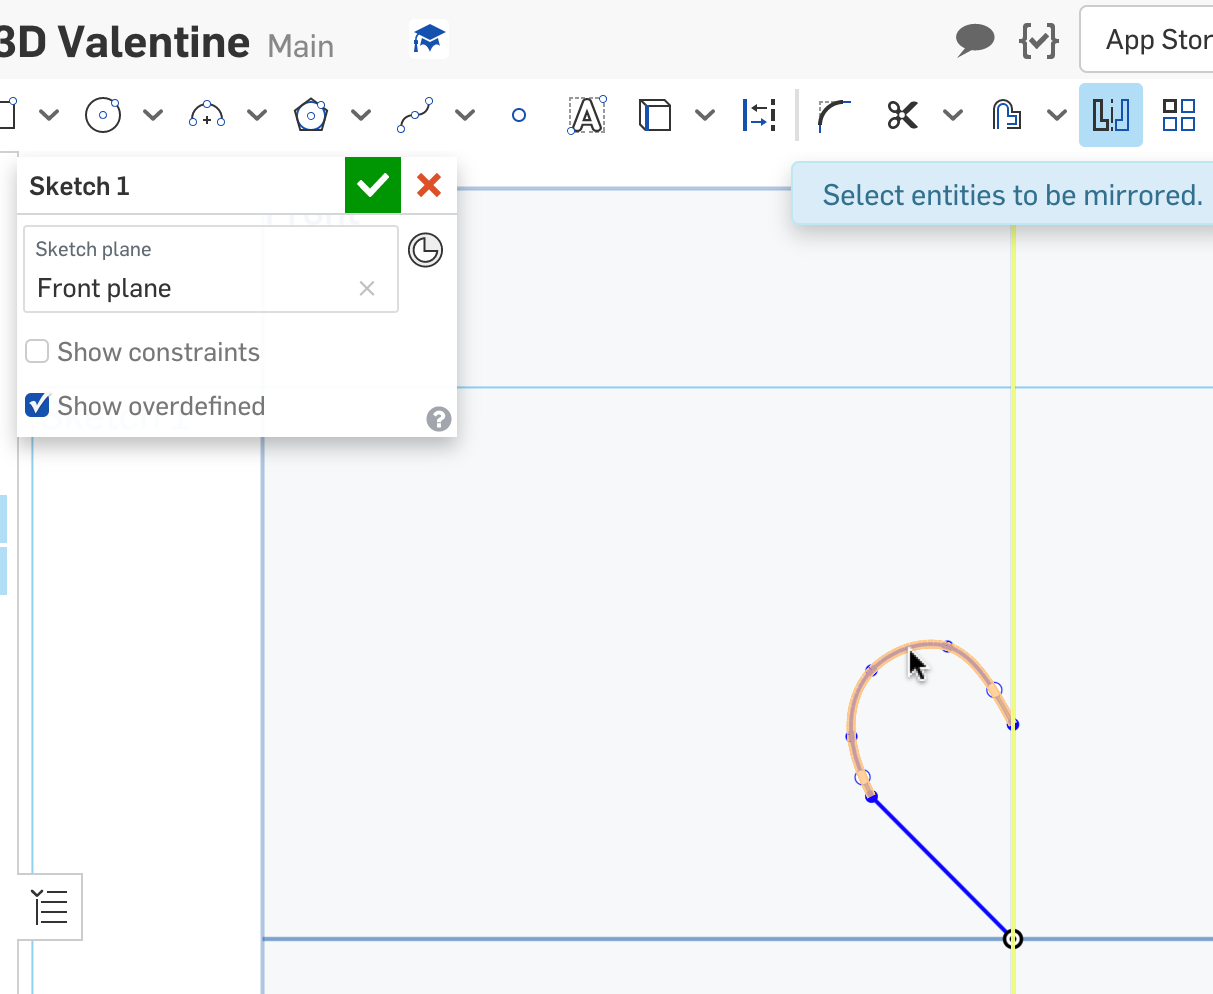 3D Valentine Main
App Stor
A
Sketch 1
Select entities to be mirrored.
Front
Sketch plane
Front plane
Show constraints
Show overdefined
?